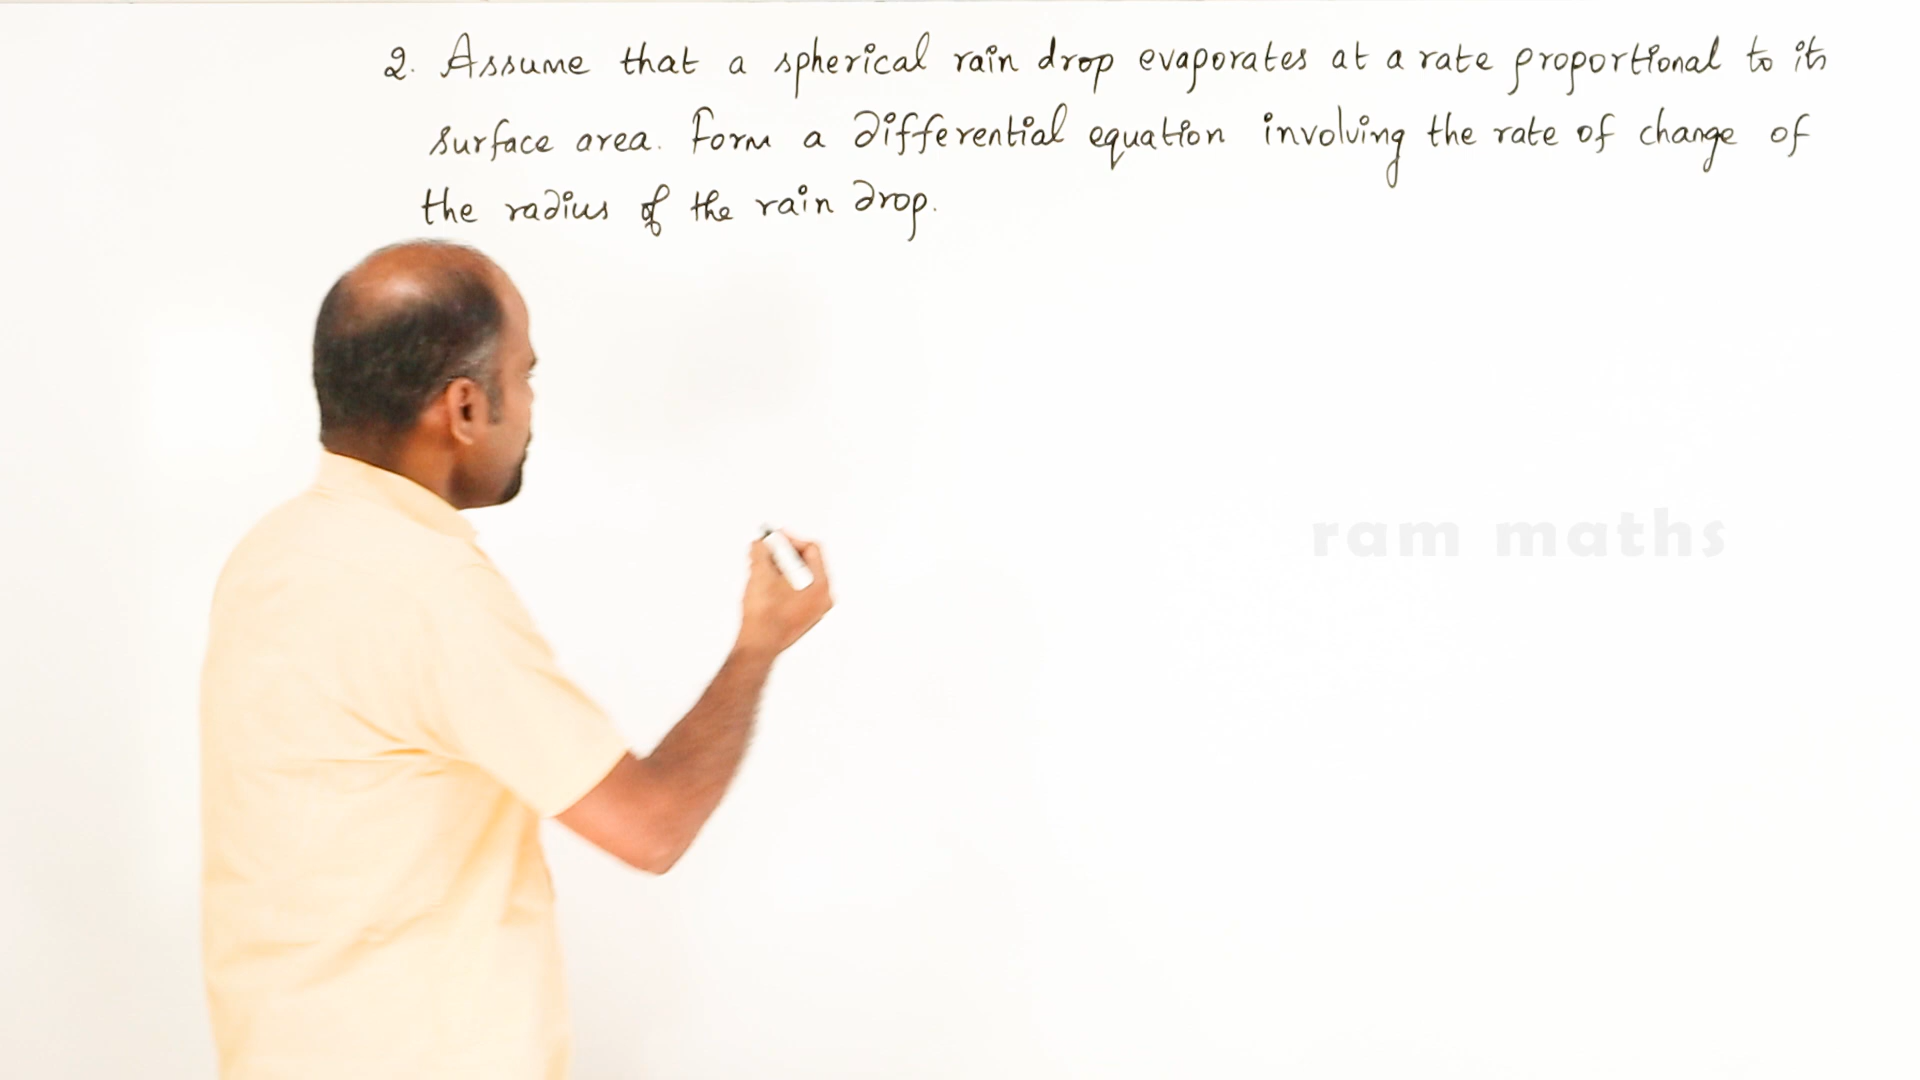 2. Assume that a spherical rain drop evaporates at a rate proportional to its
surface area. Form a differential equation involving the rate of change of
the radius of the rain drop.
ram maths